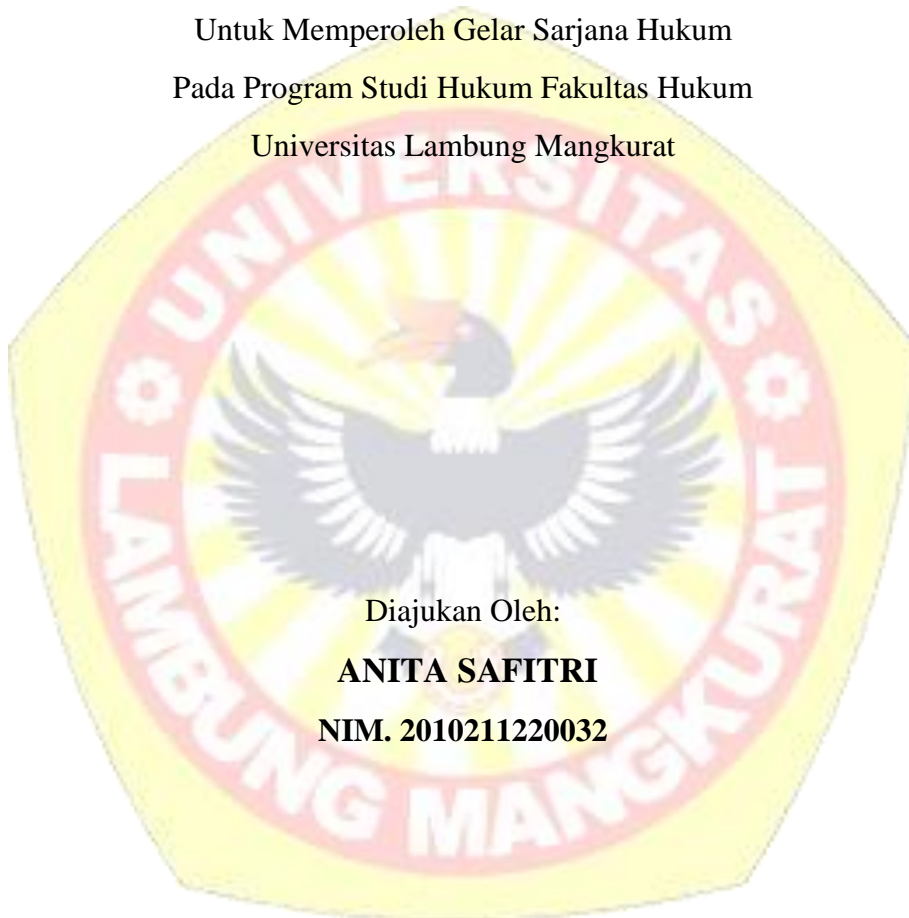 Untuk Memperoleh Gelar Sarjana Hukum
Pada Program Studi Hukum Fakultas Hukum
Universitas Lambung Mangkurat
UNIVERSITAS
LAMBUNG MANGKURAT
Diajukan Oleh:
ANITA SAFITRI
NIM. 2010211220032